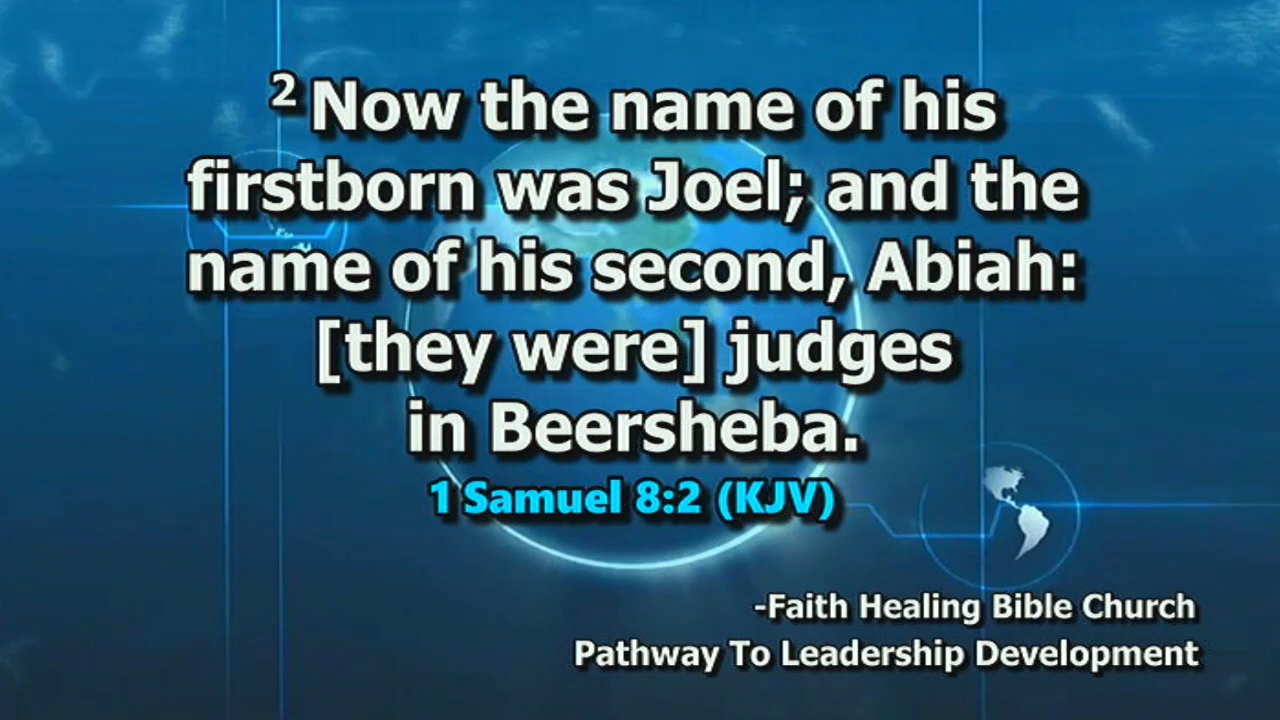 2 Now the name of his
firstborn was Joel; and the
name of his second, Abiah:
[they were] judges
in Beersheba.
1 Samuel 8:2 (KJV)
-Faith Healing Bible Church
Pathway To Leadership Development